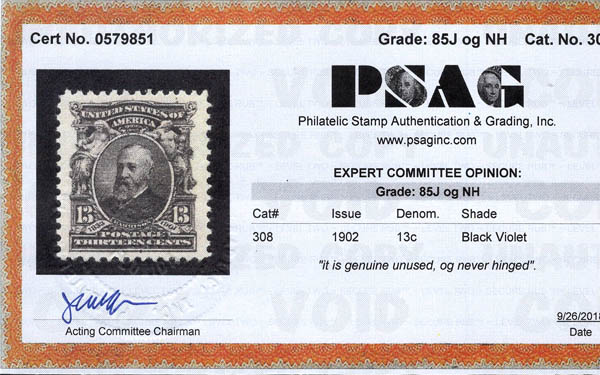 Cert No. 0579851
Grade: 85J og NH
Cat. No. 30
PSAG
Philatelic Stamp Authentication & Grading, Inc.
www.psaginc.com
UNITED STATES OF
AMERICA
13
13
POSTAGE
THIRTEEN CENTS
EXPERT COMMITTEE OPINION:
Grade: 85J og NH
Cat# Issue Denom. Shade
308 1902 13c Black Violet
"it is genuine unused, og never hinged".
Acting Committee Chairman
9/26/2018
Date
VOID